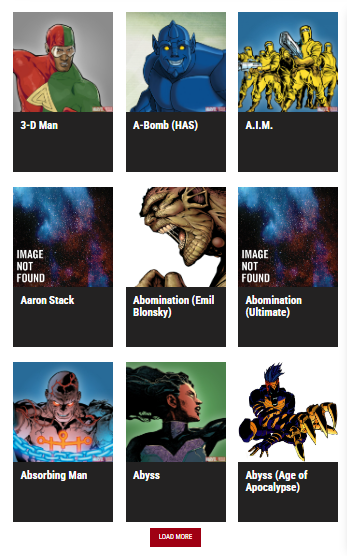 3-D Man
A-Bomb (HAS)
A.I.M.
IMAGE
NOT
FOUND
Aaron Stack
Abomination (Emil
Blonsky)
IMAGE
NOT
FOUND
Abomination
(Ultimate)
Absorbing Man
Abyss
Abyss (Age of
Apocalypse)
LOAD MORE